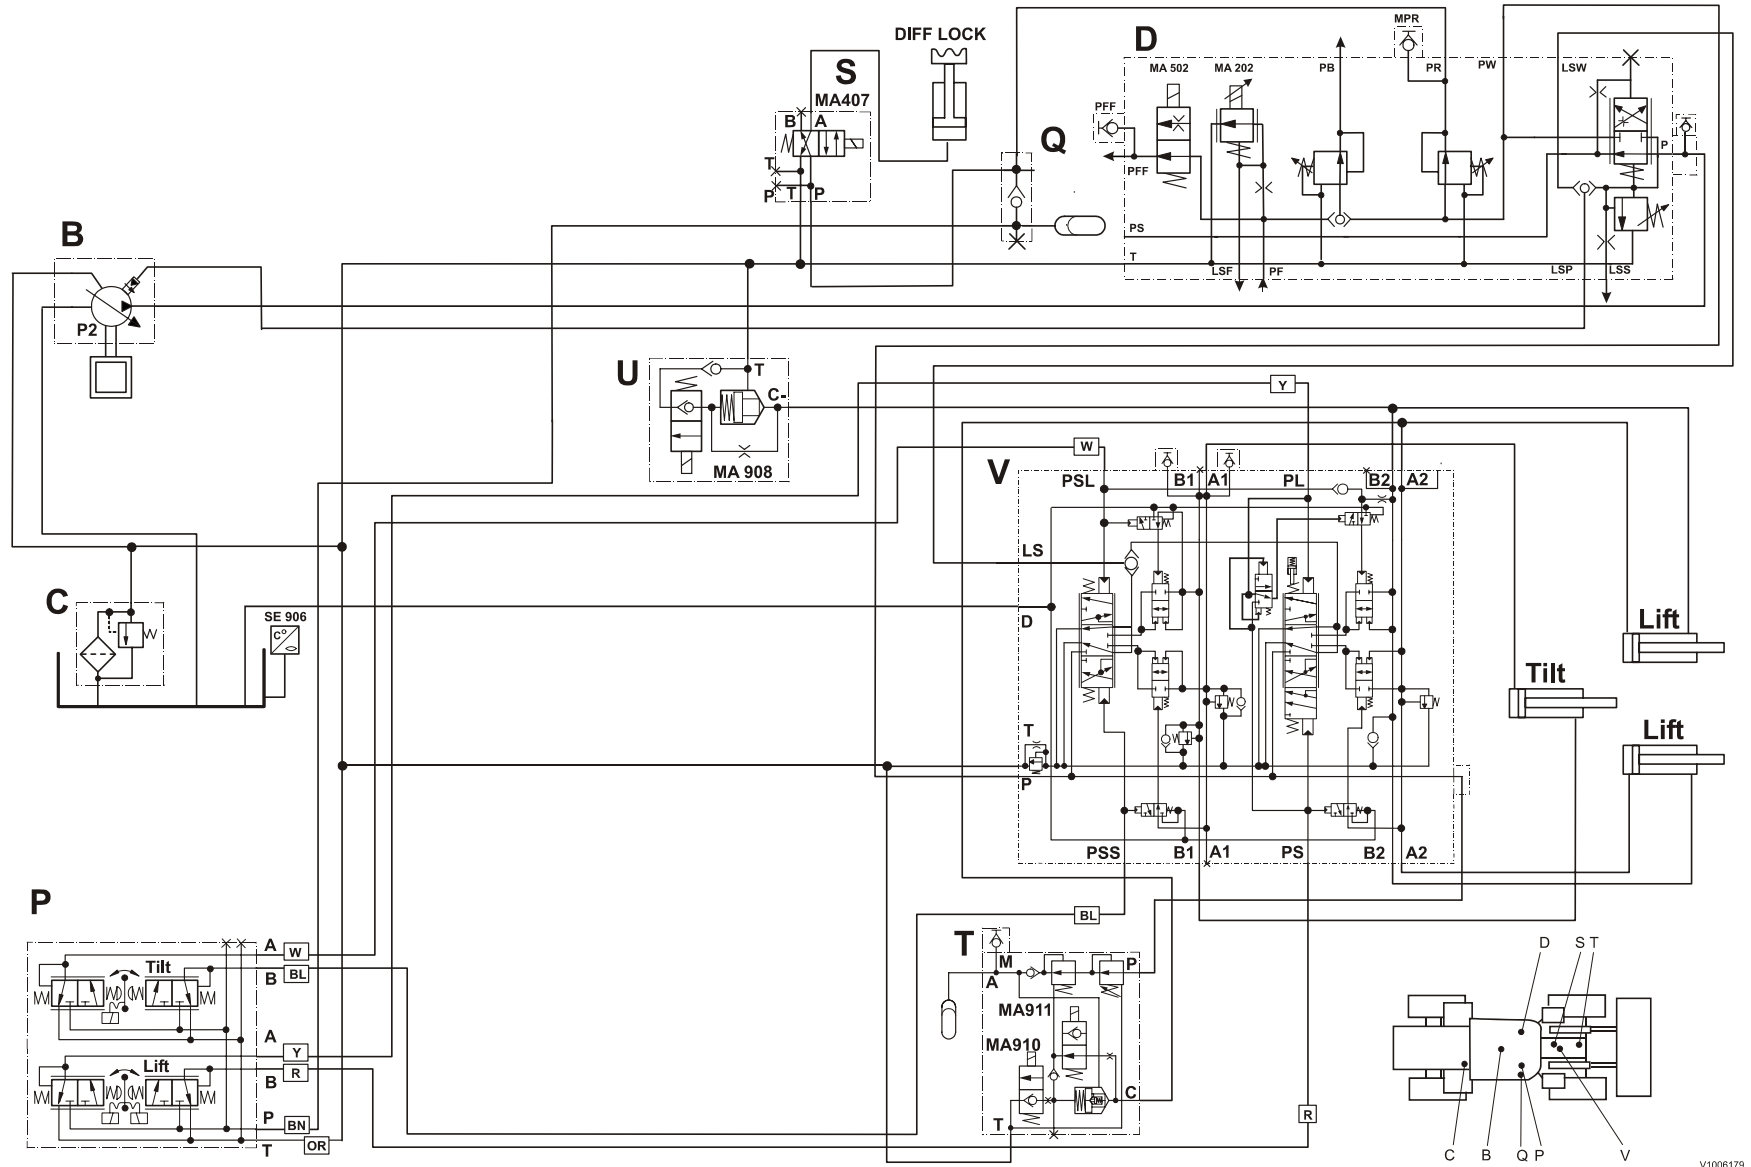 DIFF LOCK
S
MA407
B A
T
P T P
Q
D
MA 502
MA 202
PB
MPR
PR
PW
LSW
PFF
PFF
P
PS
T
LSF
PF
LSP
LSS
B
P2
U
T
C-
MA 908
Y
W
V
PSL
B1
A1
PL
B2
A2
LS
D
T
P
PSS
B1
A1
PS
B2
A2
C
SE 906
C°
Lift
Tilt
Lift
P
A
W
Tilt
B
BL
A
Y
Lift
B
R
P
BN
T
OR
BL
T
M
P
A
MA911
MA910
C
T
R
D
S T
C
B
Q P
V
V1006179